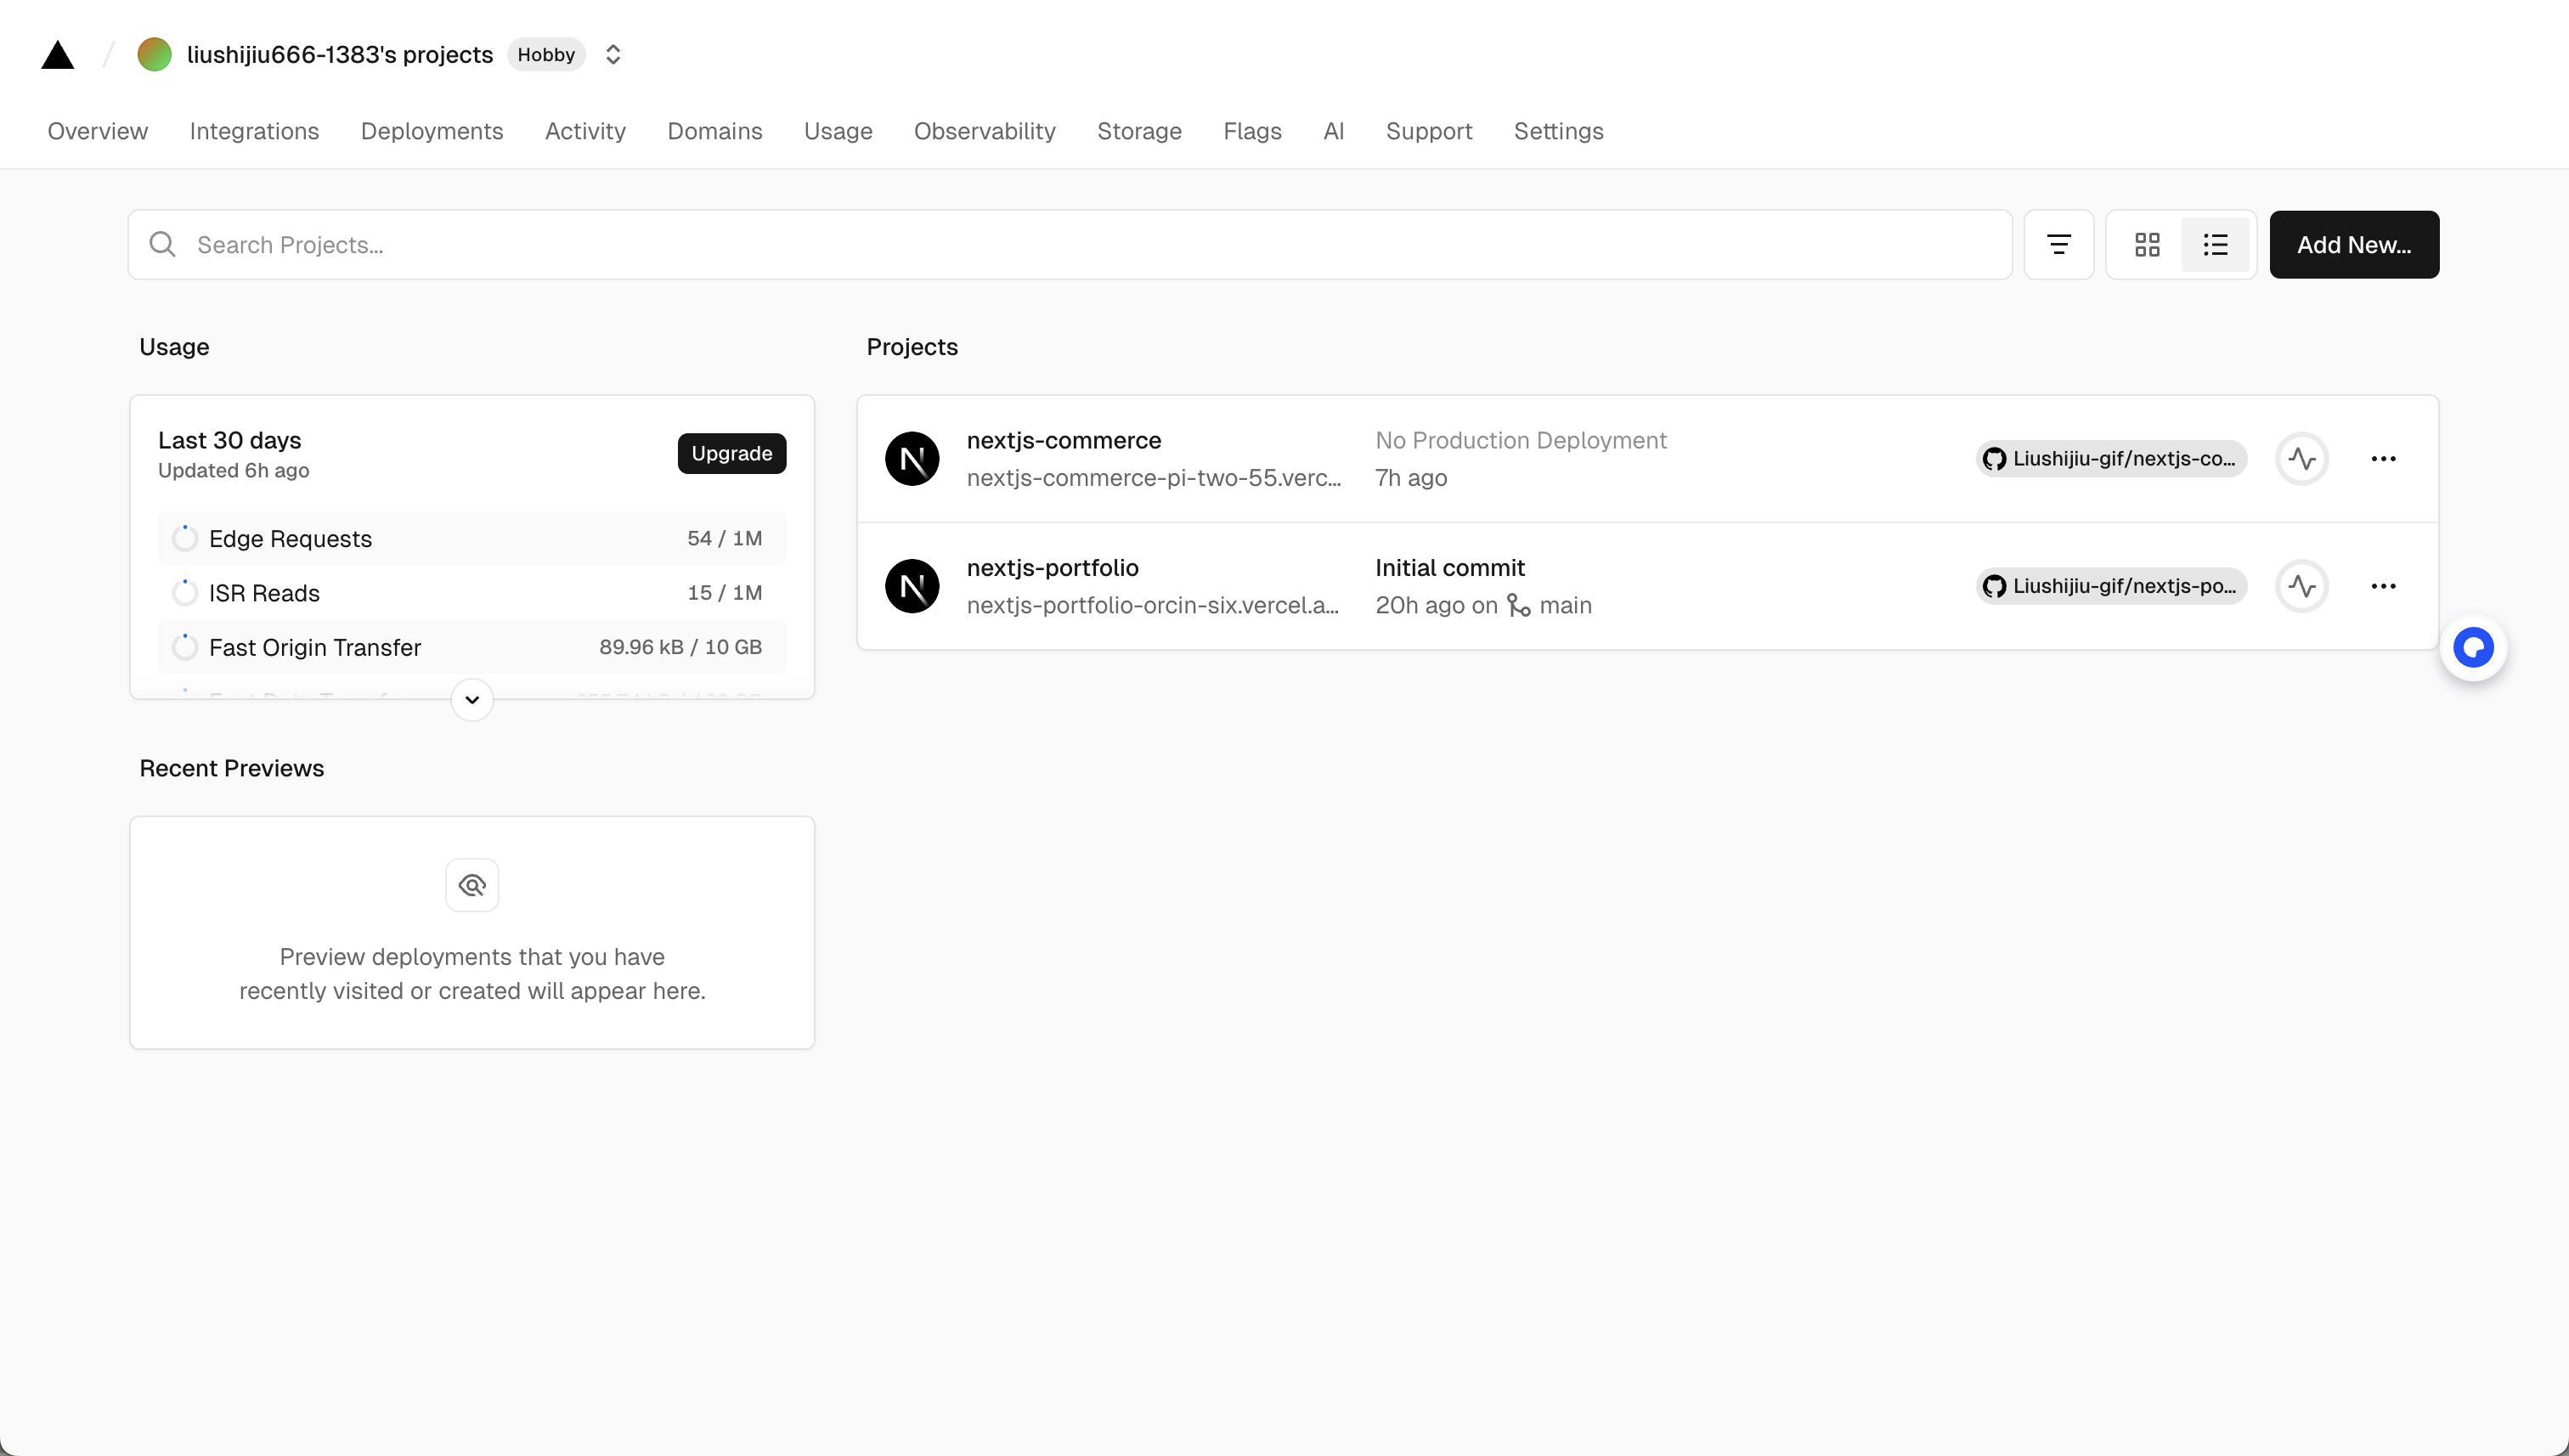 liushijiu666-1383's projects Hobby
Overview Integrations Deployments Activity Domains Usage Observability Storage Flags AI Support Settings
Search Projects...
Add New...
Usage
Last 30 days
Updated 6h ago
Upgrade
Edge Requests 54 / 1M
ISR Reads 15 / 1M
Fast Origin Transfer 89.96 kB / 10 GB
Recent Previews
Preview deployments that you have
recently visited or created will appear here.
Projects
nextjs-commerce
nextjs-commerce-pi-two-55.verc...
No Production Deployment
7h ago
Liushijiu-gif/nextjs-co...
nextjs-portfolio
nextjs-portfolio-orcin-six.vercel.a...
Initial commit
20h ago on main
Liushijiu-gif/nextjs-po...